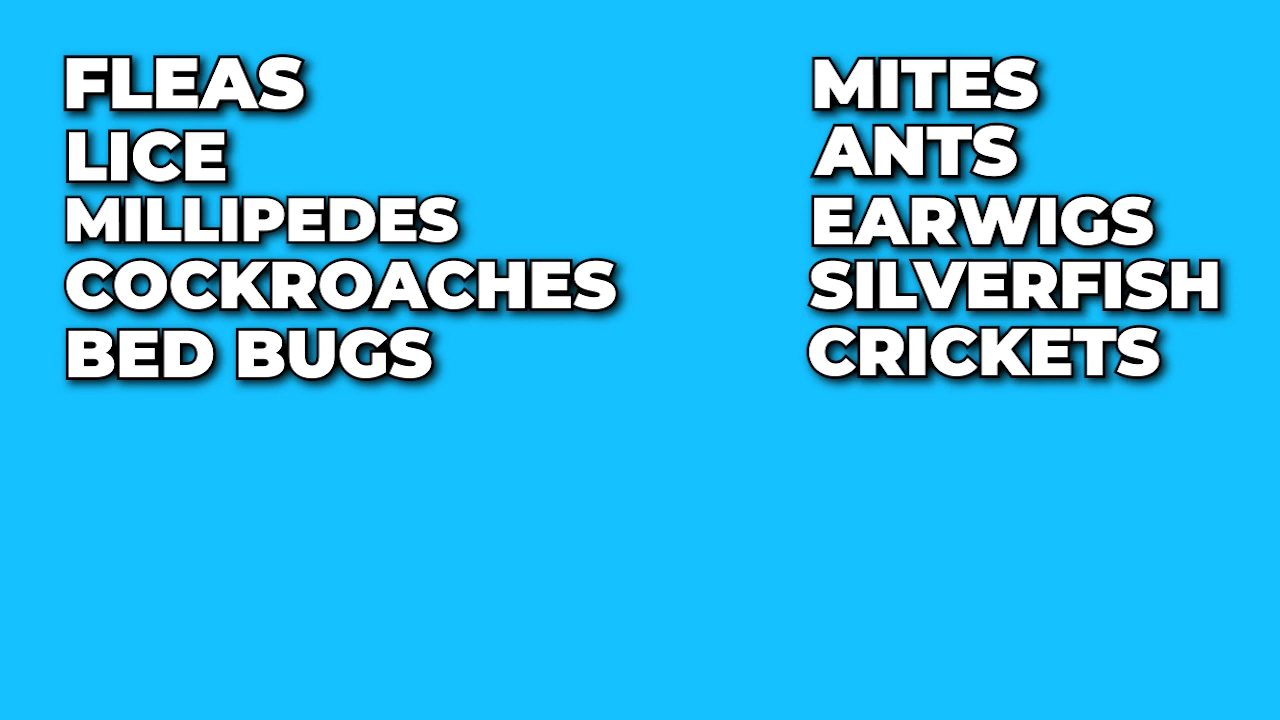 FLEAS
LICE
MILLIPEDES
COCKROACHES
BED BUGS
MITES
ANTS
EARWIGS
SILVERFISH
CRICKETS